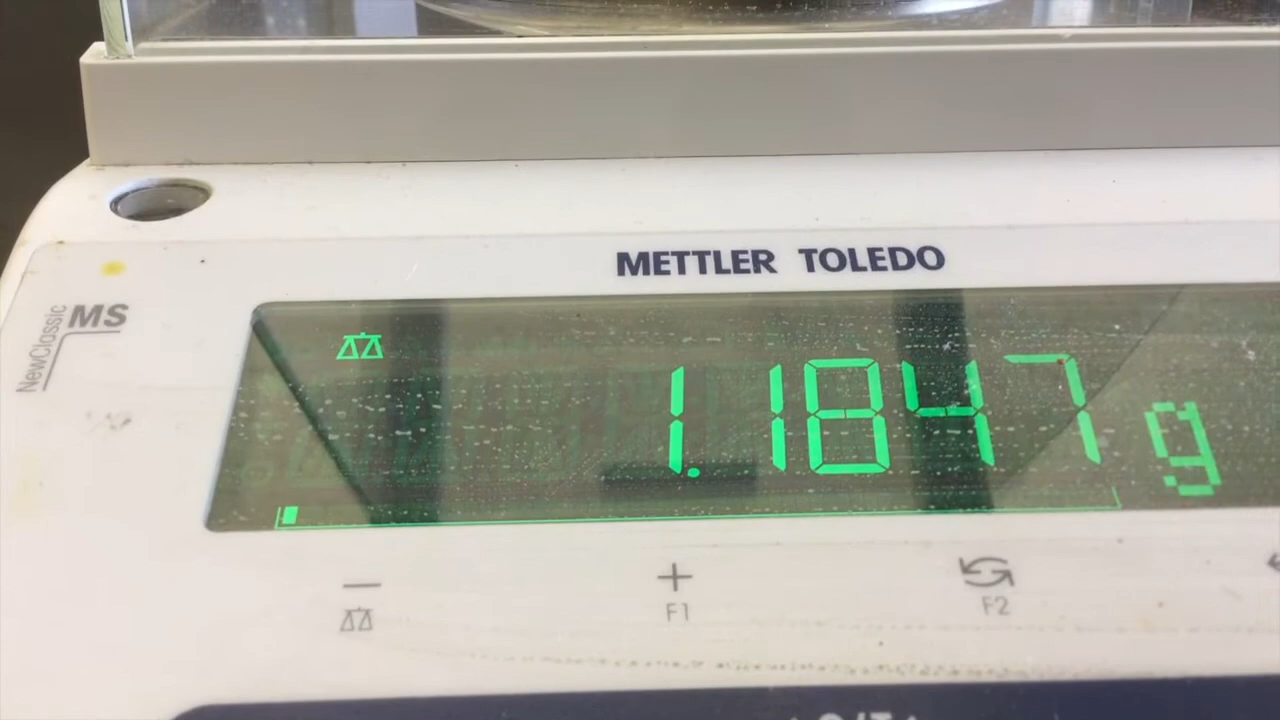 METTLER TOLEDO
NewClassic MS
1.1847 g
− + 
F1 F2